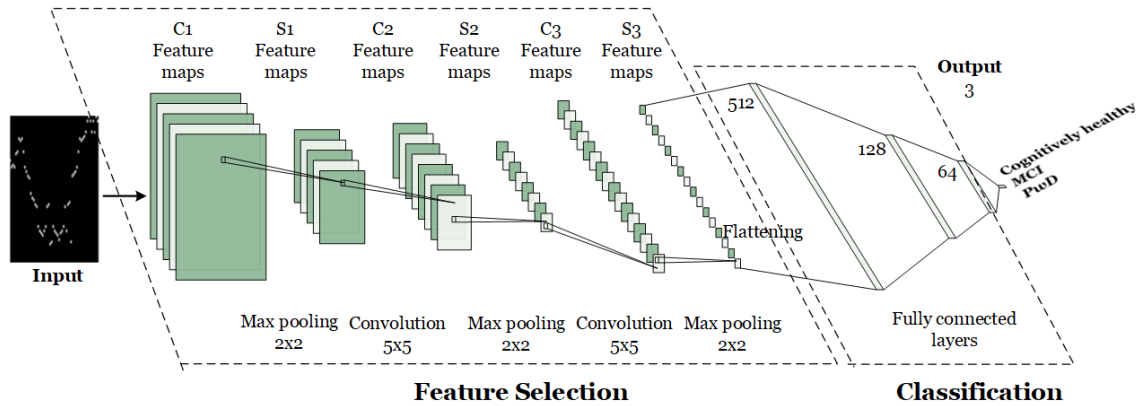 C1
Feature
maps
S1
Feature
maps
C2
Feature
maps
S2
Feature
maps
C3
Feature
maps
S3
Feature
maps
Input
Max pooling
2x2
Convolution
5x5
Max pooling
2x2
Convolution
5x5
Max pooling
2x2
Flattening
Feature Selection
512
128
64
Output
3
Cognitively healthy
MCI
PwD
Fully connected
layers
Classification